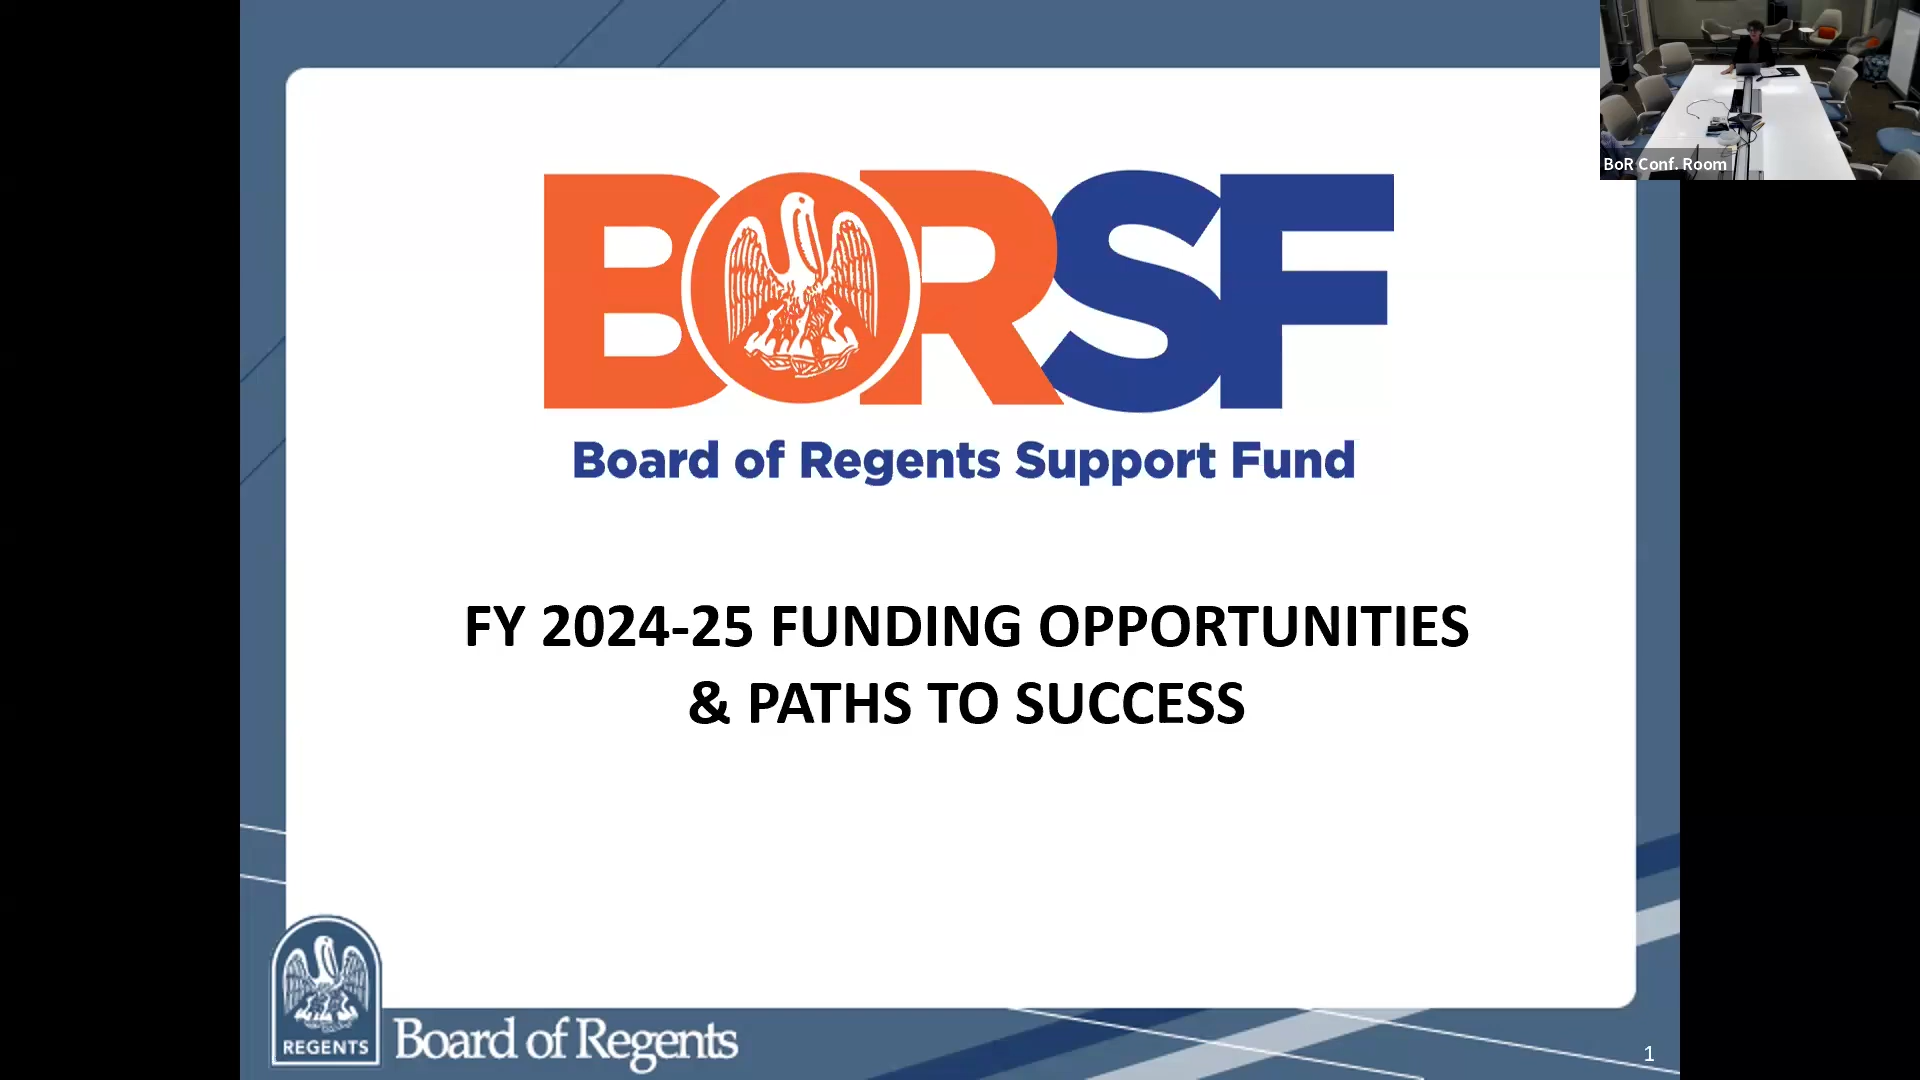 BoR Conf. Room
BORSF
Board of Regents Support Fund
FY 2024-25 FUNDING OPPORTUNITIES
& PATHS TO SUCCESS
REGENTS
Board of Regents
1